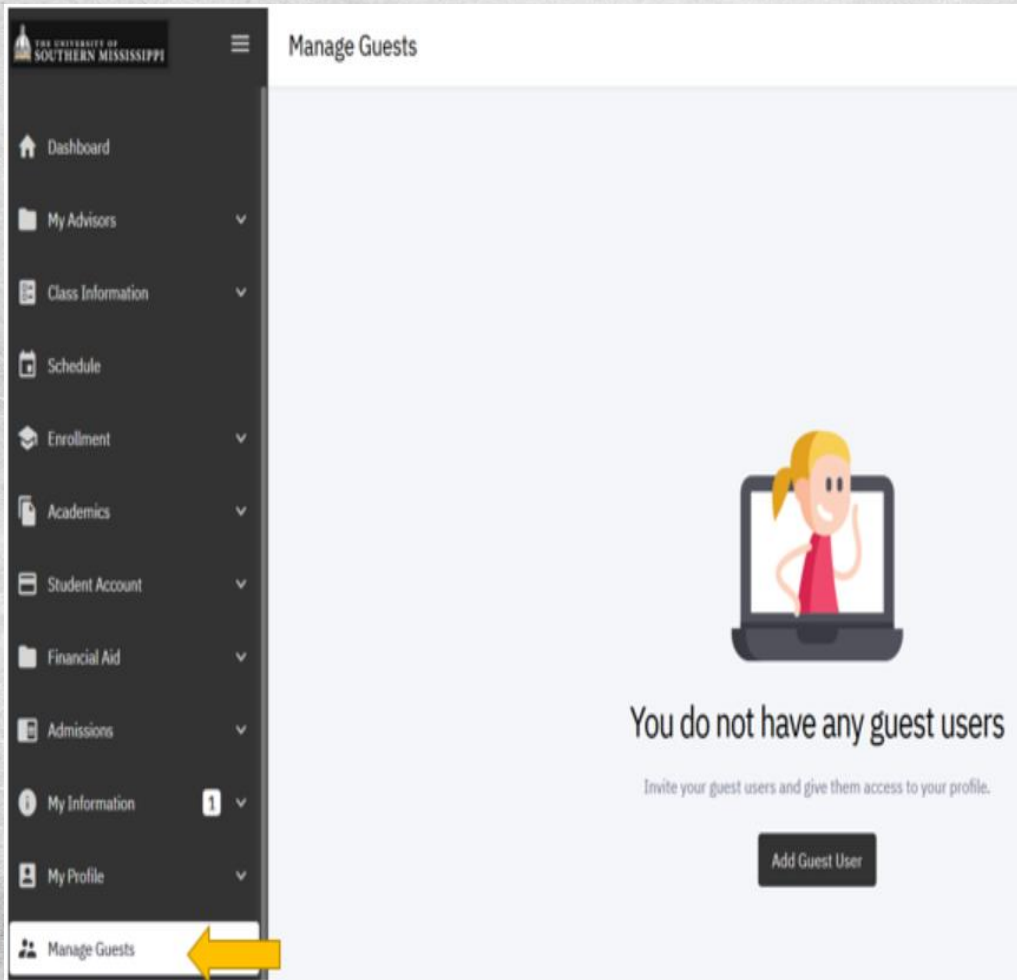 THE UNIVERSITY OF
SOUTHERN MISSISSIPPI
Manage Guests
Dashboard
My Advisors
Class Information
Schedule
Enrollment
Academics
Student Account
Financial Aid
Admissions
My Information 1
My Profile
Manage Guests
You do not have any guest users
Invite your guest users and give them access to your profile.
Add Guest User